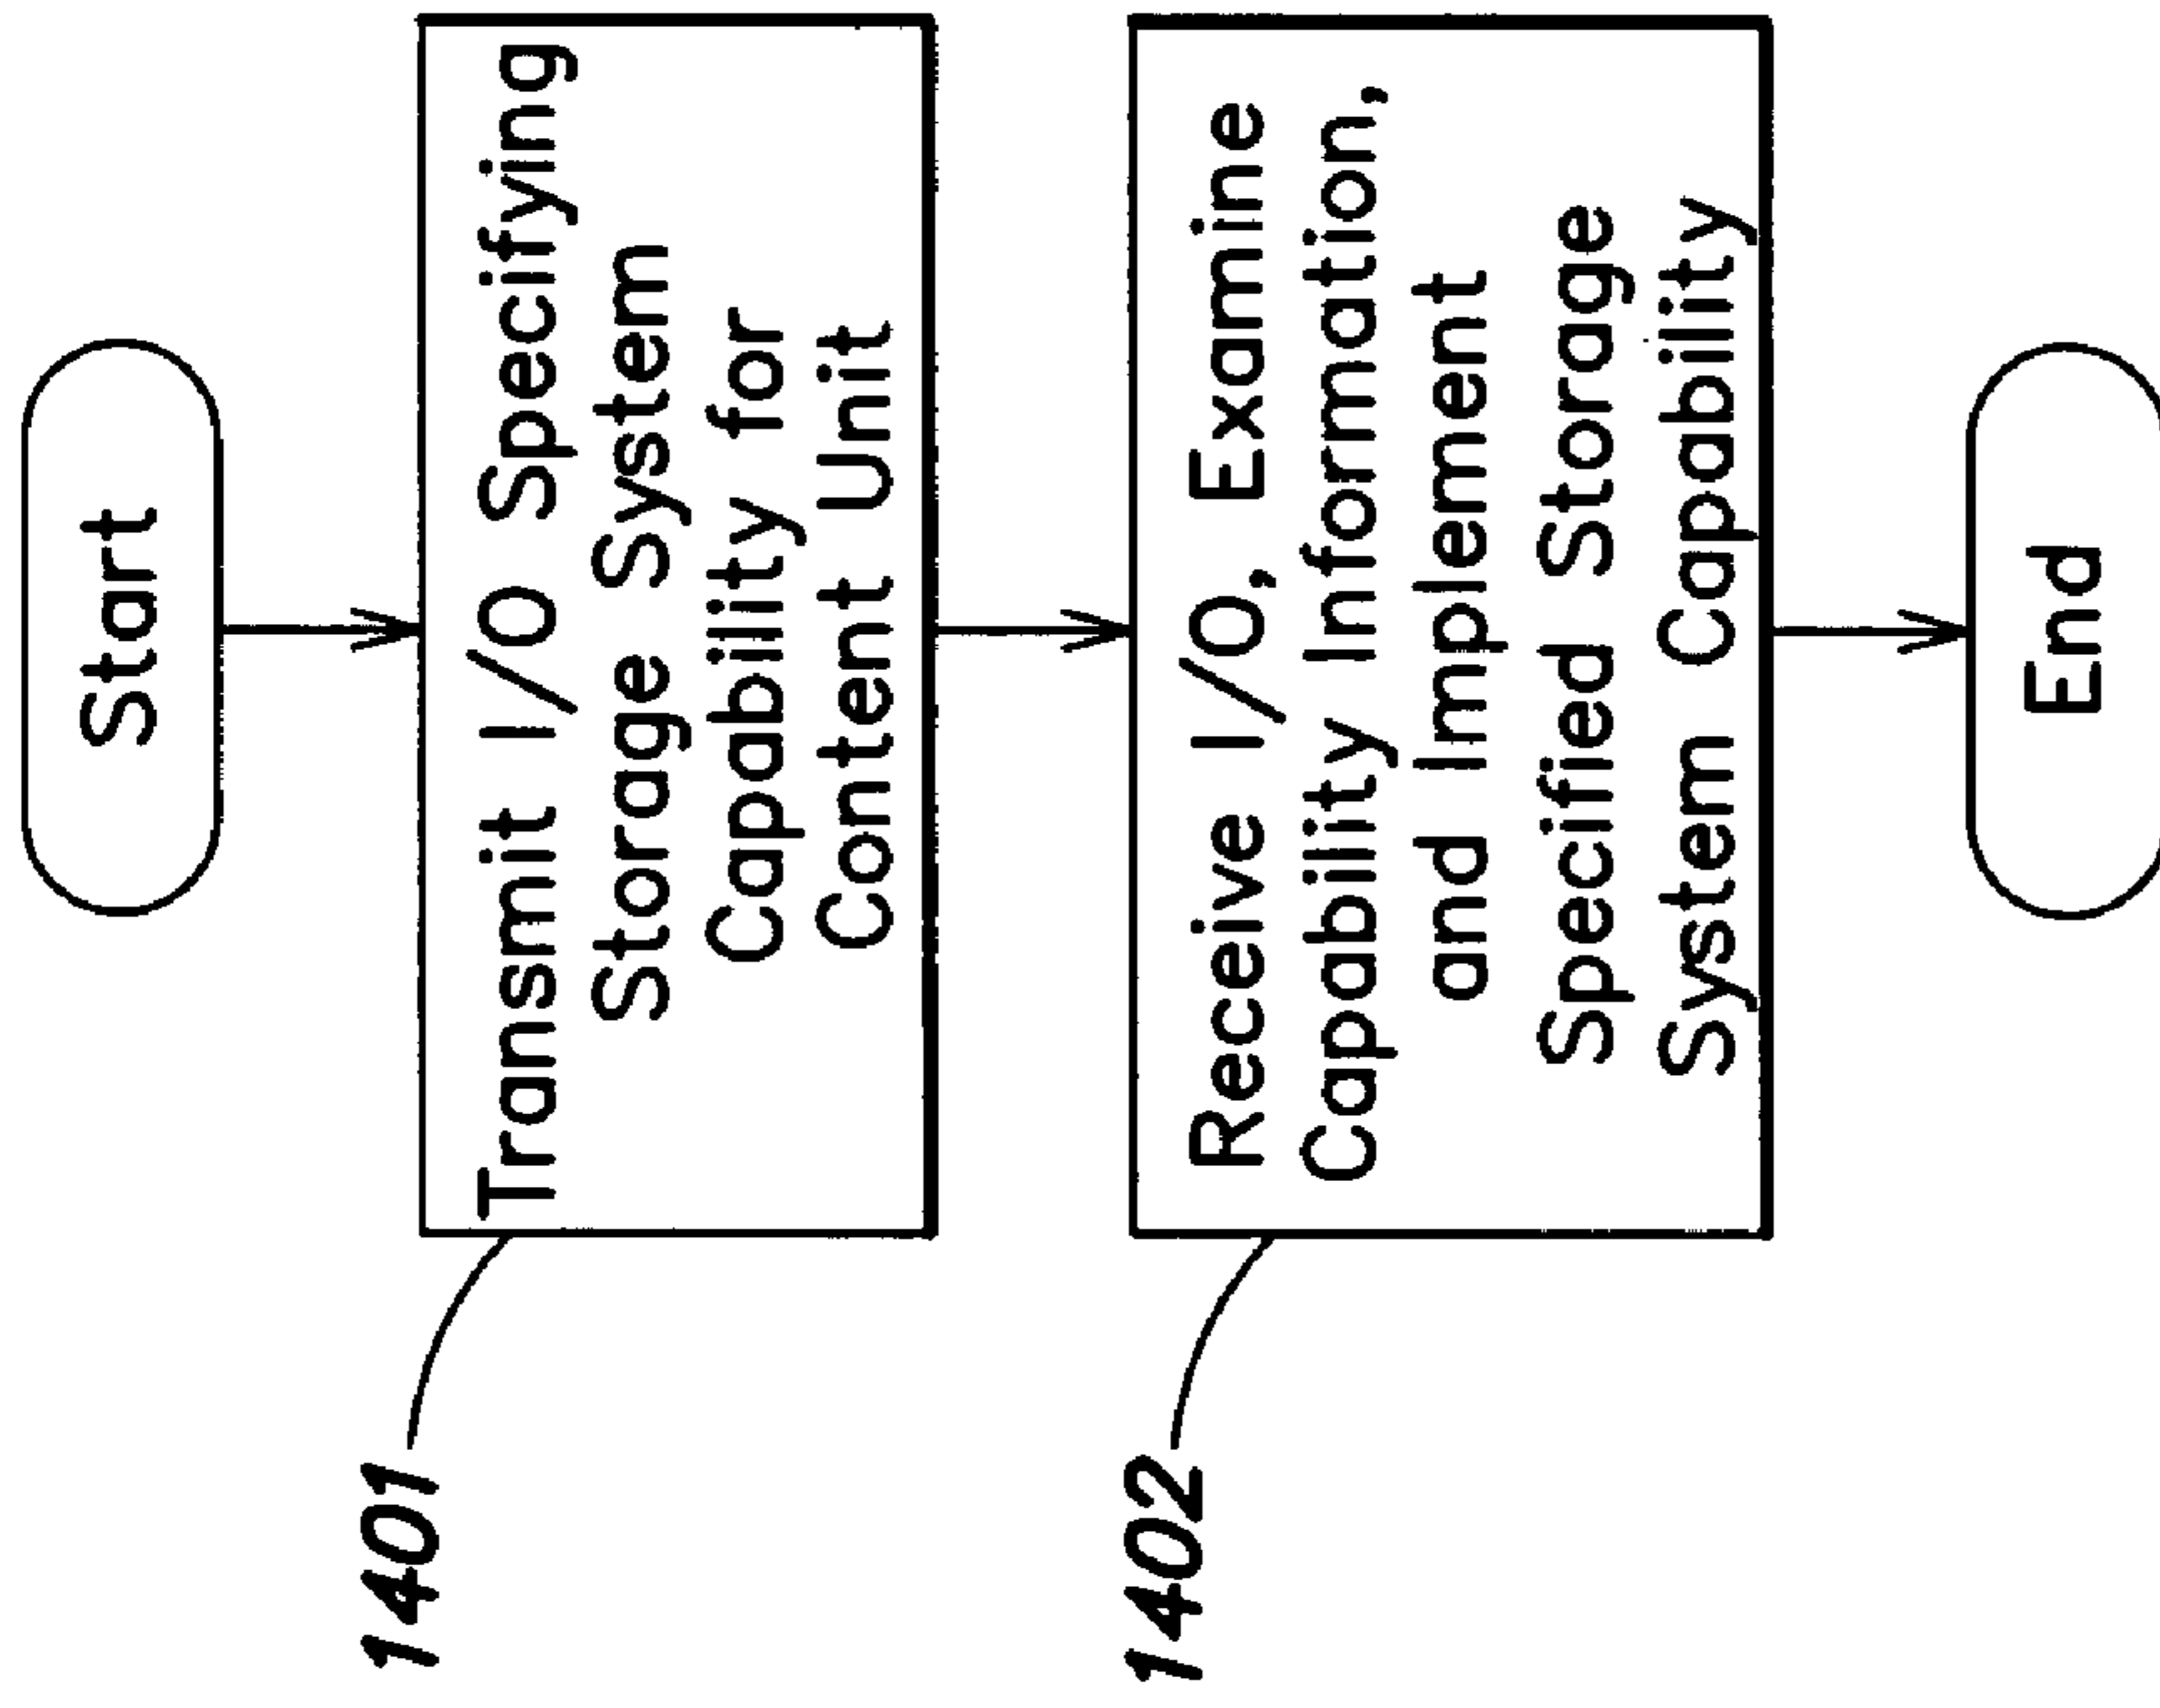 Start
1401
Transmit I/O Specifying
Storage System
Capability for
Content Unit
1402
Receive I/O, Examine
Capability Information,
and Implement
Specified Storage
System Capability
End